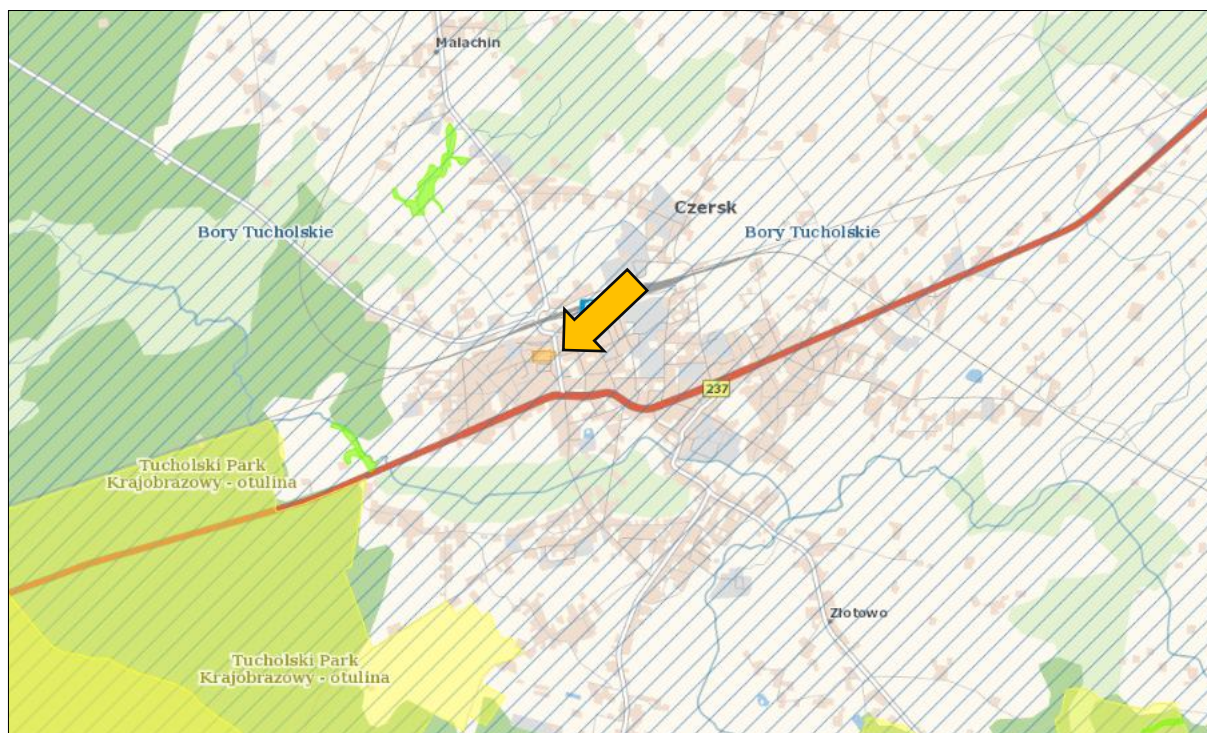 Malachin
Czersk
Bory Tucholskie
Bory Tucholskie
237
Tucholski Park
Krajobrazowy - otulina
Złotowo
Tucholski Park
Krajobrazowy - otulina